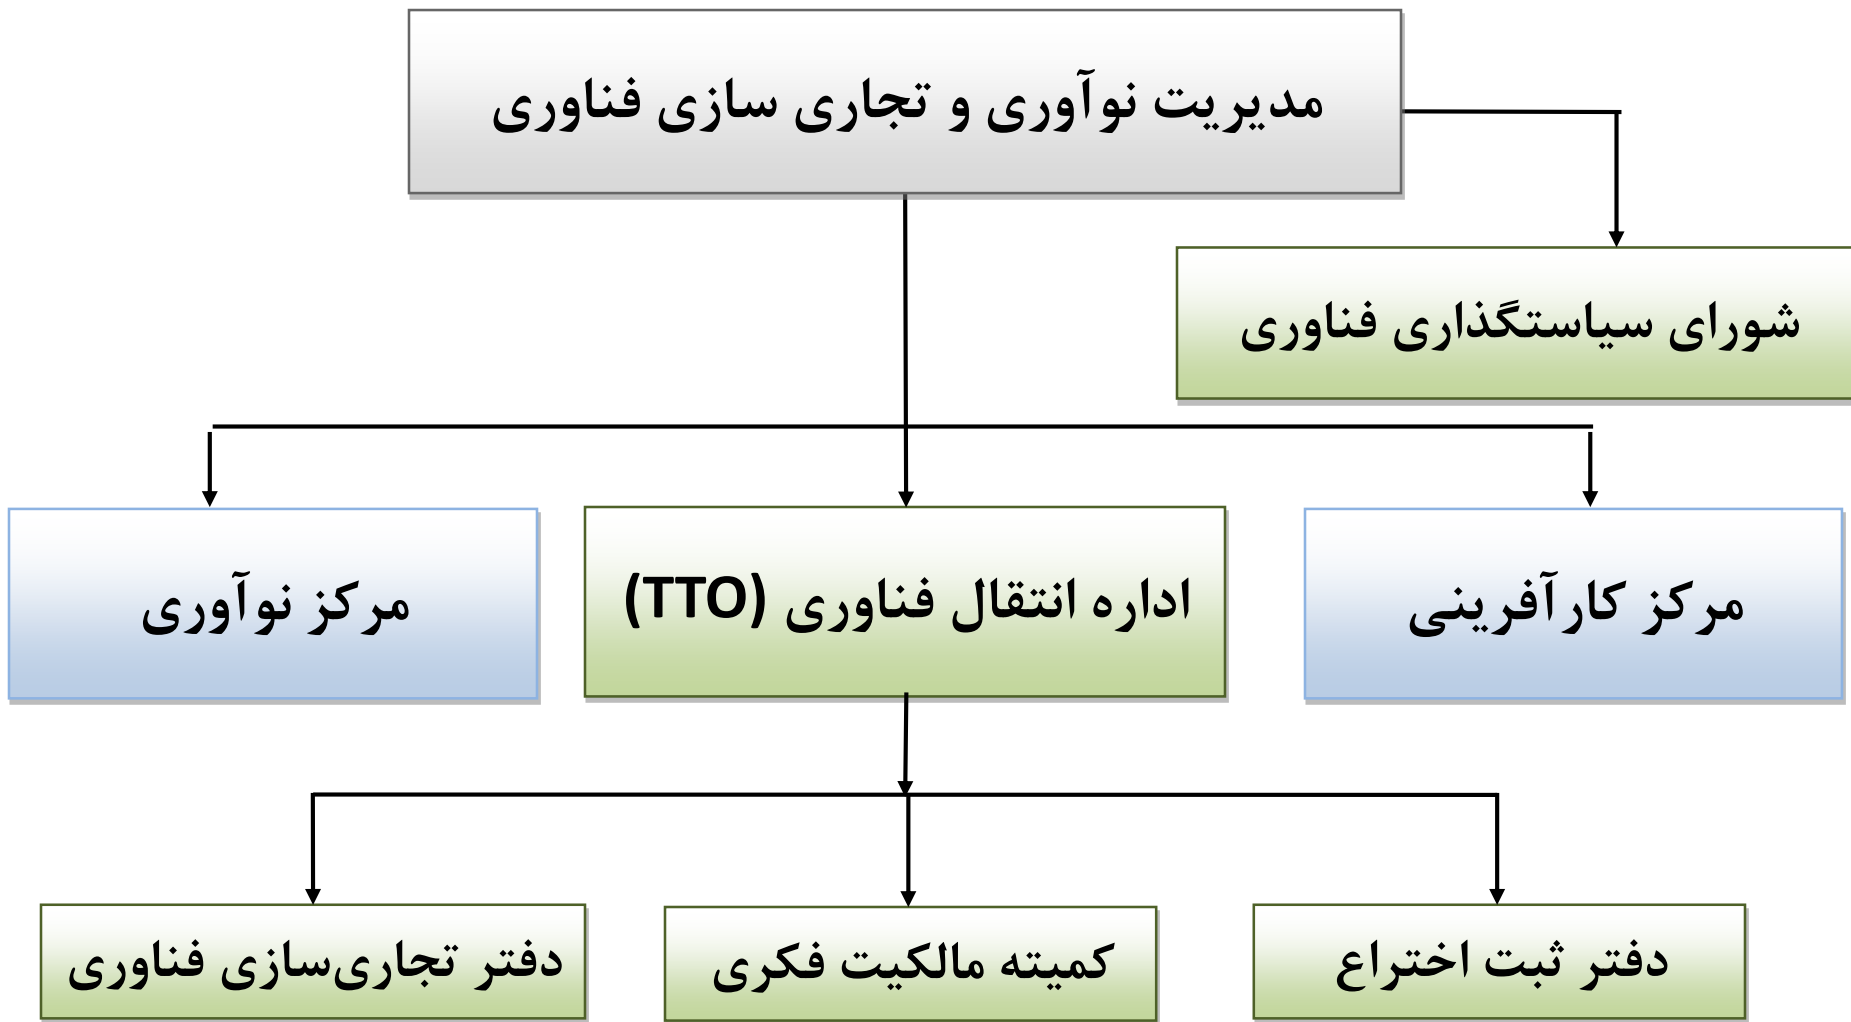 مدیریت نوآوری و تجاری سازی فناوری
شورای سیاستگذاری فناوری
مرکز کارآفرینی
اداره انتقال فناوری (TTO)
مرکز نوآوری
دفتر ثبت اختراع
کمیته مالکیت فکری
دفتر تجاری‌سازی فناوری